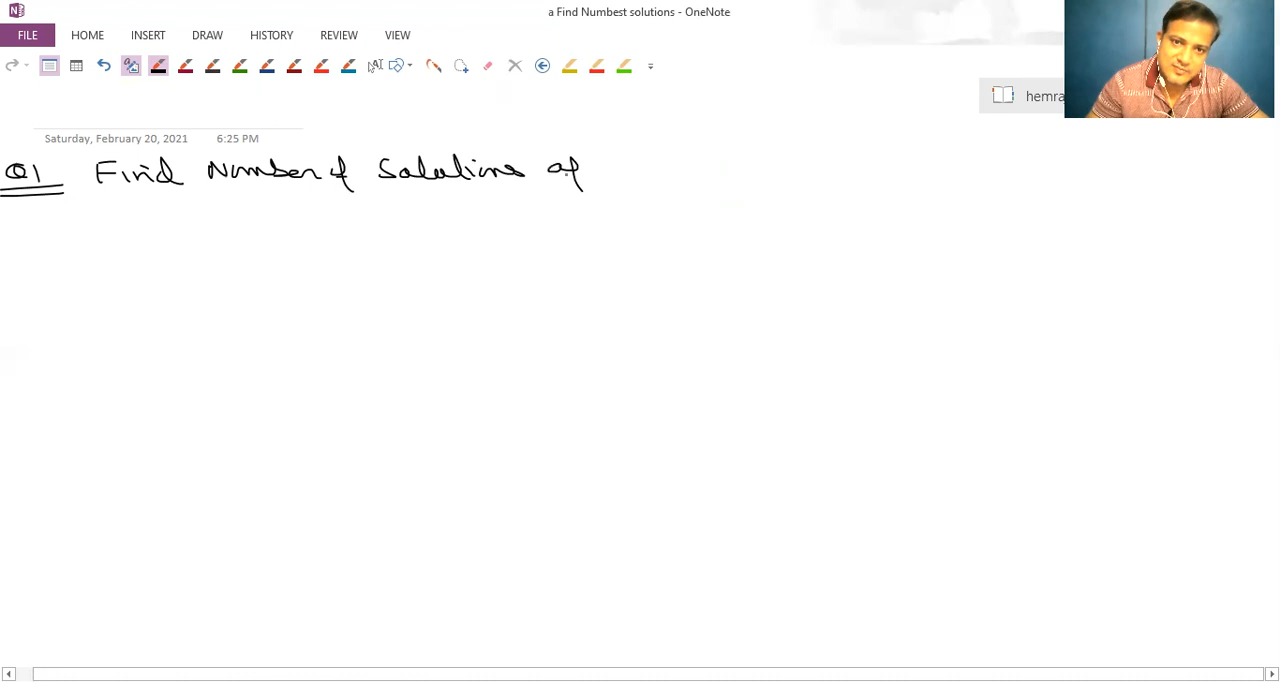 a Find Numbest solutions - OneNote
FILE HOME INSERT DRAW HISTORY REVIEW VIEW
hemra
Saturday, February 20, 2021 6:25 PM
Q1 Find Number of Solutions of